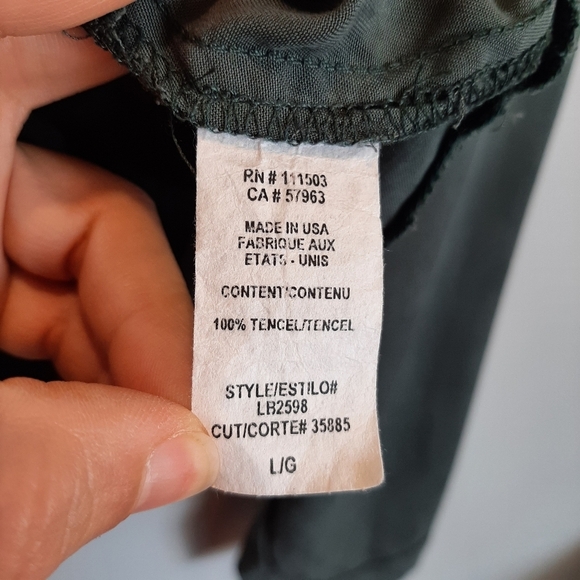 RN # 111503
CA # 57963
MADE IN USA
FABRIQUE AUX
ETATS - UNIS
CONTENT/CONTENU
100% TENCEL/TENCEL
STYLE/ESTILO#
LB2598
CUT/CORTE# 35885
L/G